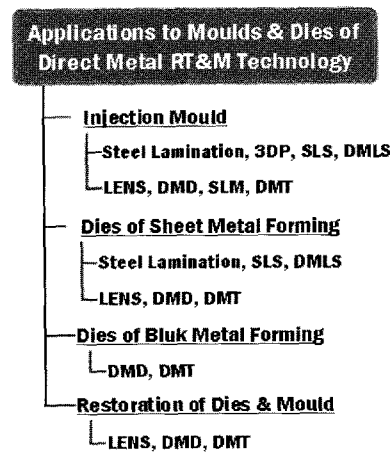 Applications to Moulds & Dies of
Direct Metal RT&M Technology
Injection Mould
Steel Lamination, 3DP, SLS, DMLS
LENS, DMD, SLM, DMT
Dies of Sheet Metal Forming
Steel Lamination, SLS, DMLS
LENS, DMD, DMT
Dies of Bluk Metal Forming
DMD, DMT
Restoration of Dies & Mould
LENS, DMD, DMT